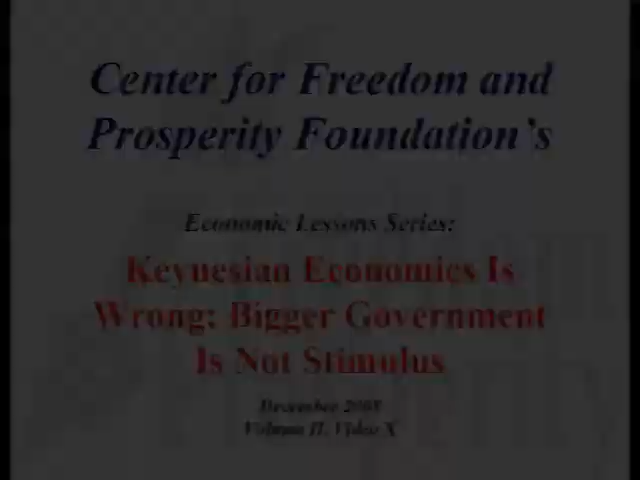 Center for Freedom and
Prosperity Foundation's
Economic Lessons Series:
Keynesian Economics Is
Wrong: Bigger Government
Is Not Stimulus
December 2008
Volume II, Video X